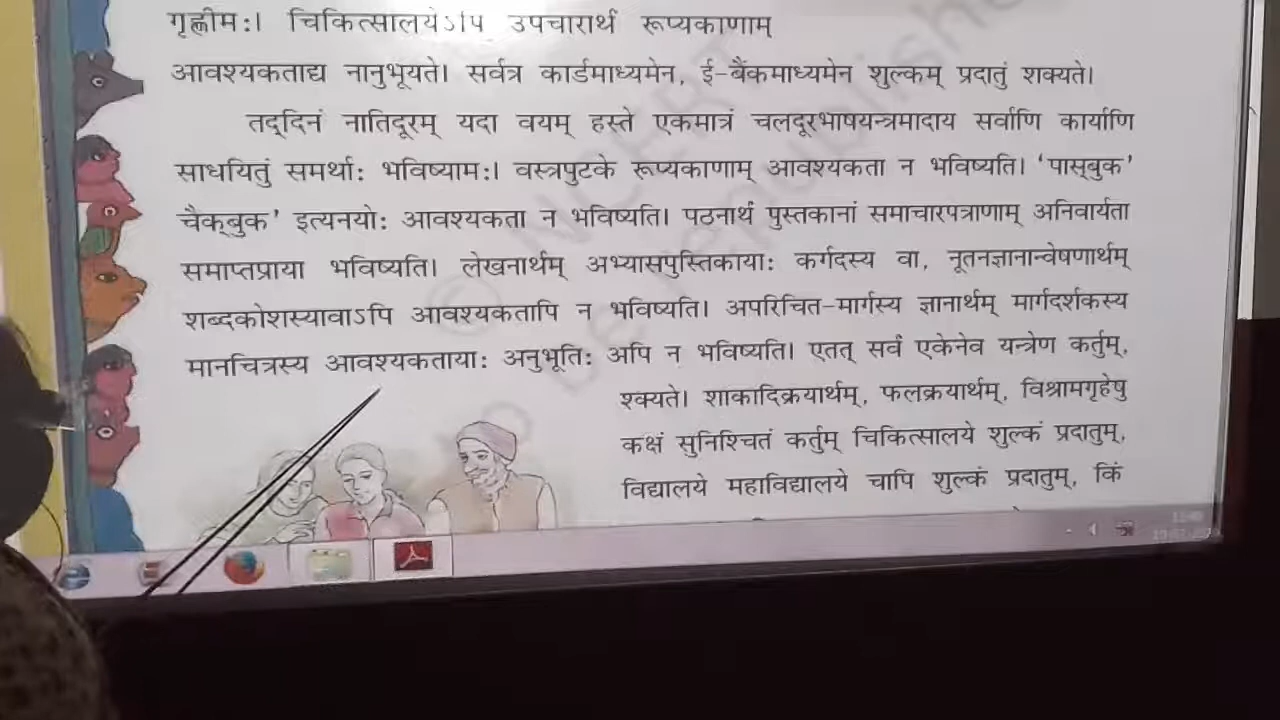 गृह्णीमः। चिकित्सालयेऽपि उपचारार्थं रूप्यकाणाम्
आवश्यकताद्य नानुभूयते। सर्वत्र कार्डमाध्यमेन, ई-बैंकमाध्यमेन शुल्कम् प्रदातुं शक्यते।
तद्दिनं नातिदूरम् यदा वयम् हस्ते एकमात्रं चलदूरभाषयन्त्रमादाय सर्वाणि कार्याणि
साधयितुं समर्थाः भविष्यामः। वस्त्रपुटके रूप्यकाणाम् आवश्यकता न भविष्यति। ‘पास्बुक’
चैक्बुक’ इत्यनयोः आवश्यकता न भविष्यति। पठनार्थं पुस्तकानां समाचारपत्राणाम् अनिवार्यता
समाप्तप्राया भविष्यति। लेखनार्थम् अभ्यासपुस्तिकायाः कर्गदस्य वा, नूतनज्ञानान्वेषणार्थम्
शब्दकोशस्यावाऽपि आवश्यकतापि न भविष्यति। अपरिचित-मार्गस्य ज्ञानार्थम् मार्गदर्शकस्य
मानचित्रस्य आवश्यकतायाः अनुभूतिः अपि न भविष्यति। एतत् सर्वं एकेनेव यन्त्रेण कर्तुम्,
श्क्यते। शाकादिक्रयार्थम्, फलक्रयार्थम्, विश्रामगृहेषु
कक्षं सुनिश्चितं कर्तुम् चिकित्सालये शुल्कं प्रदातुम्,
विद्यालये महाविद्यालये चापि शुल्कं प्रदातुम्, किं